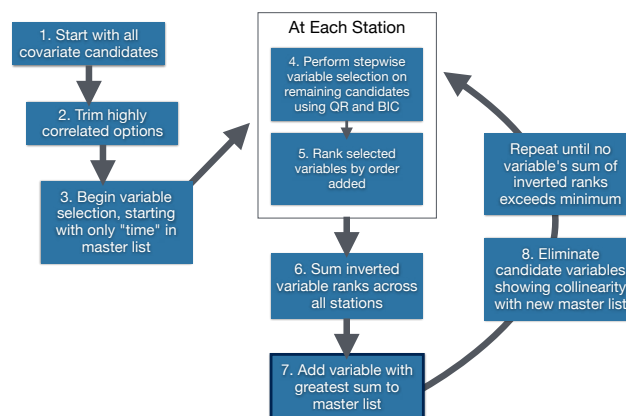 1. Start with all
covariate candidates
2. Trim highly
correlated options
3. Begin variable
selection, starting
with only "time" in
master list
At Each Station
4. Perform stepwise
variable selection on
remaining candidates
using QR and BIC
5. Rank selected
variables by order
added
6. Sum inverted
variable ranks across
all stations
7. Add variable with
greatest sum to
master list
8. Eliminate
candidate variables
showing collinearity
with new master list
Repeat until no
variable's sum of
inverted ranks
exceeds minimum